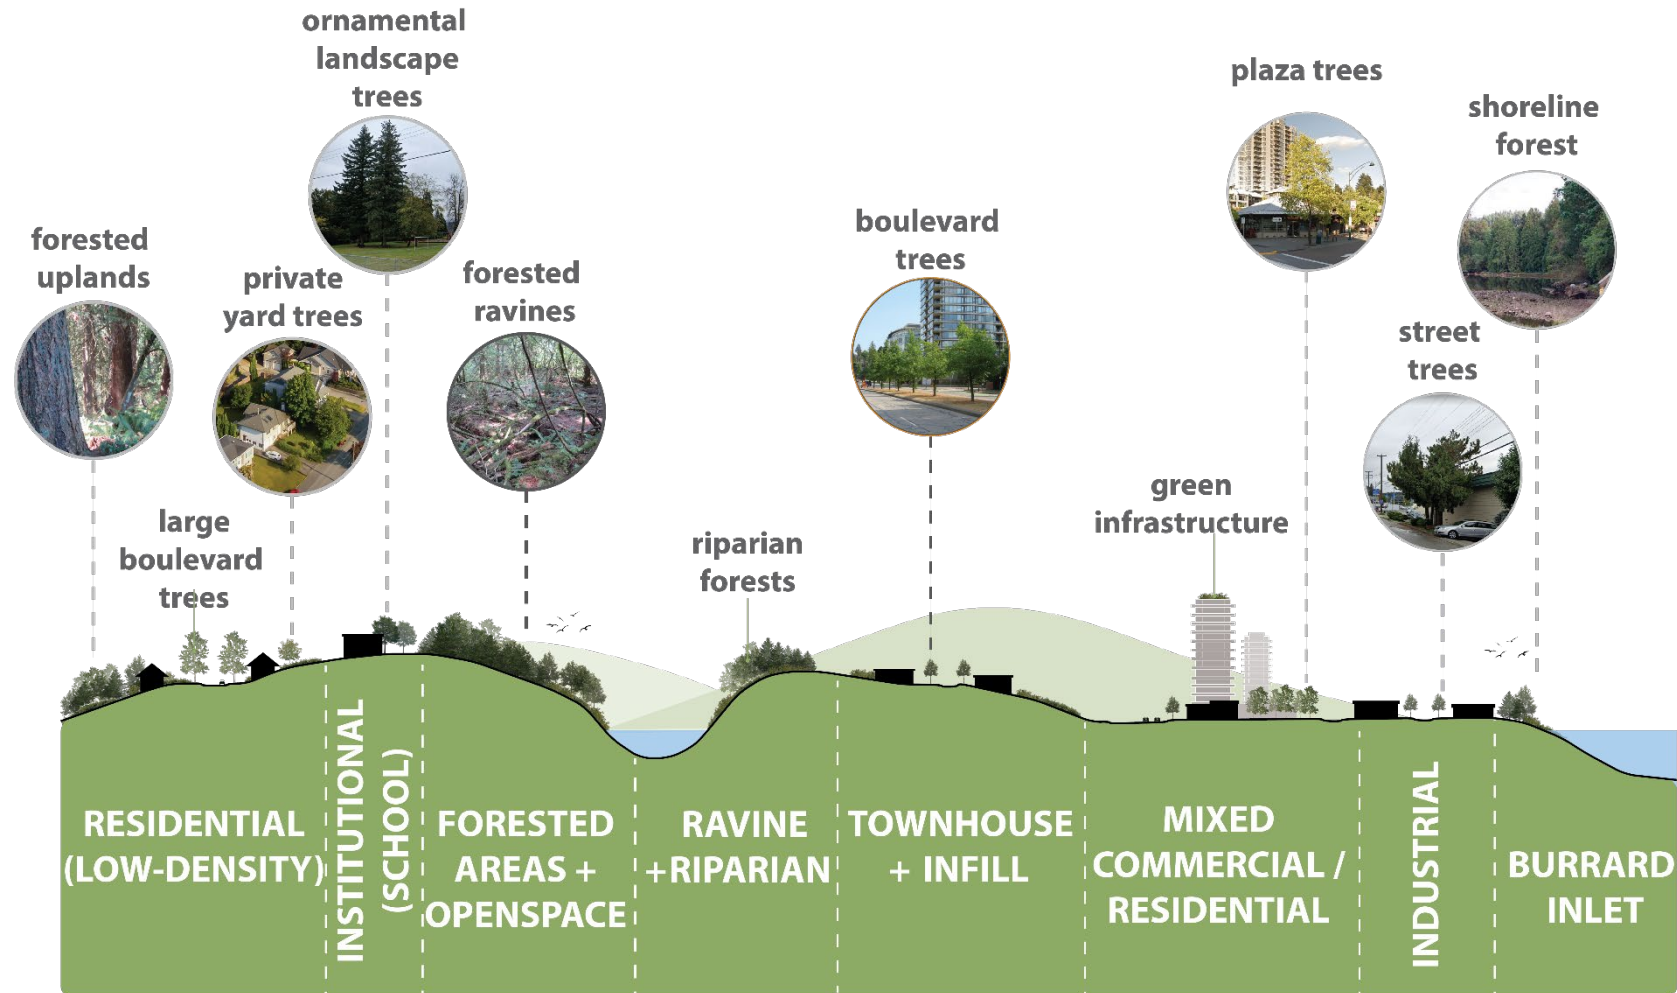 ornamental
landscape
trees
plaza trees
shoreline
forest
forested
uplands
private
yard trees
forested
ravines
boulevard
trees
street
trees
large
boulevard
trees
riparian
forests
green
infrastructure
RESIDENTIAL
(LOW-DENSITY)
INSTITUTIONAL
(SCHOOL)
FORESTED
AREAS +
OPENSPACE
RAVINE
+RIPARIAN
TOWNHOUSE
+ INFILL
MIXED
COMMERCIAL /
RESIDENTIAL
INDUSTRIAL
BURRARD
INLET